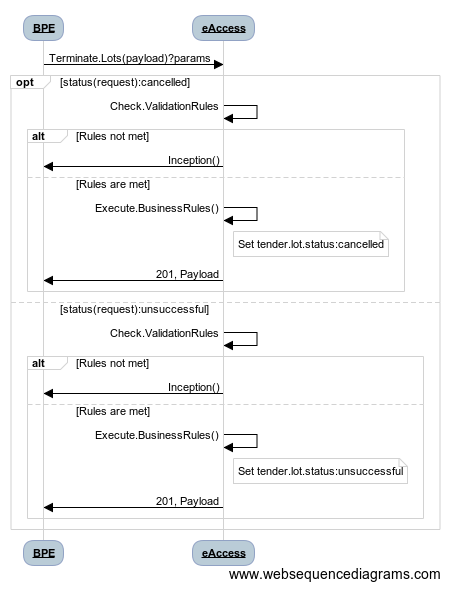 BPE
eAccess
Terminate.Lots(payload)?params
opt
[status(request):cancelled]
Check.ValidationRules
alt
[Rules not met]
Inception()
[Rules are met]
Execute.BusinessRules()
Set tender.lot.status:cancelled
201, Payload
[status(request):unsuccessful]
Check.ValidationRules
alt
[Rules not met]
Inception()
[Rules are met]
Execute.BusinessRules()
Set tender.lot.status:unsuccessful
201, Payload
BPE
eAccess
www.websequencediagrams.com